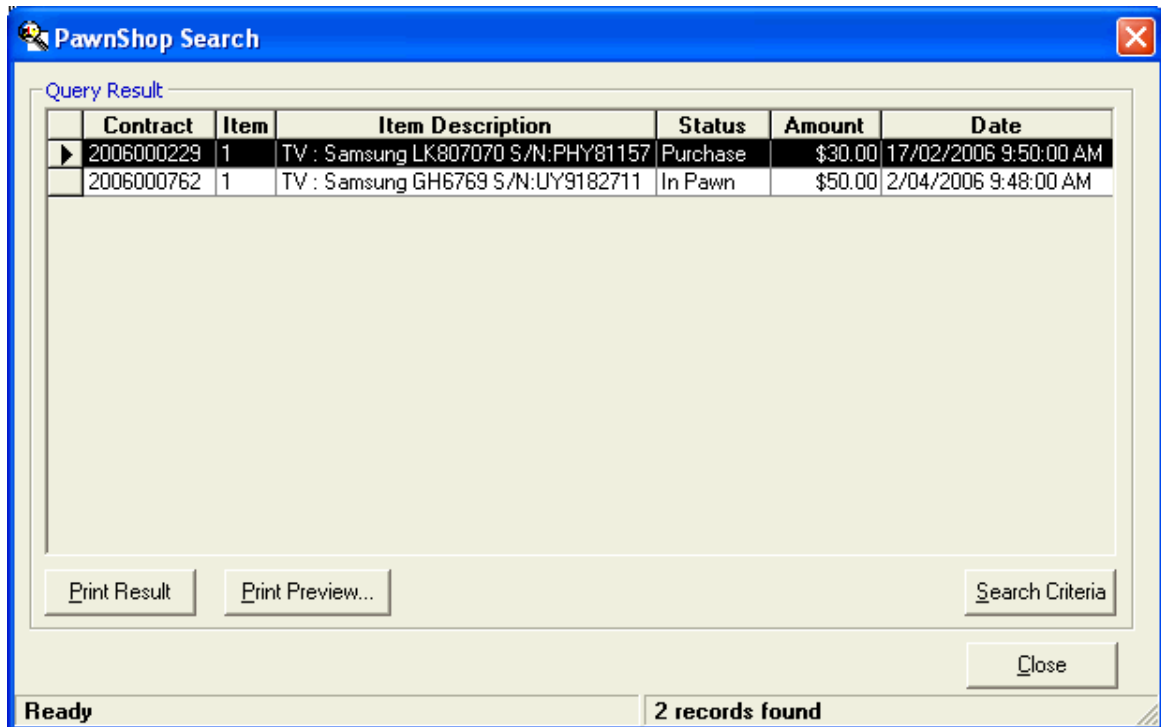 PawnShop Search
Query Result
Contract Item Item Description Status Amount Date
2006000229 1 TV : Samsung LK807070 S/N:PHY81157 Purchase $30.00 17/02/2006 9:50:00 AM
2006000762 1 TV : Samsung GH6769 S/N:UY9182711 In Pawn $50.00 2/04/2006 9:48:00 AM
Print Result Print Preview... Search Criteria
Close
Ready 2 records found